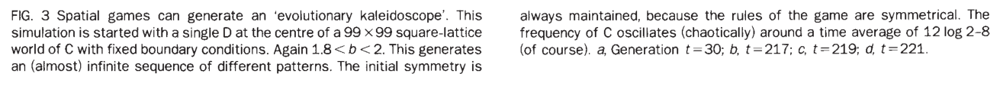 FIG. 3 Spatial games can generate an 'evolutionary kaleidoscope'. This
simulation is started with a single D at the centre of a 99 × 99 square-lattice
world of C with fixed boundary conditions. Again 1.8 < b < 2. This generates
an (almost) infinite sequence of different patterns. The initial symmetry is
always maintained, because the rules of the game are symmetrical. The
frequency of C oscillates (chaotically) around a time average of 12 log 2–8
(of course). a, Generation t = 30; b, t = 217; c, t = 219; d, t = 221.